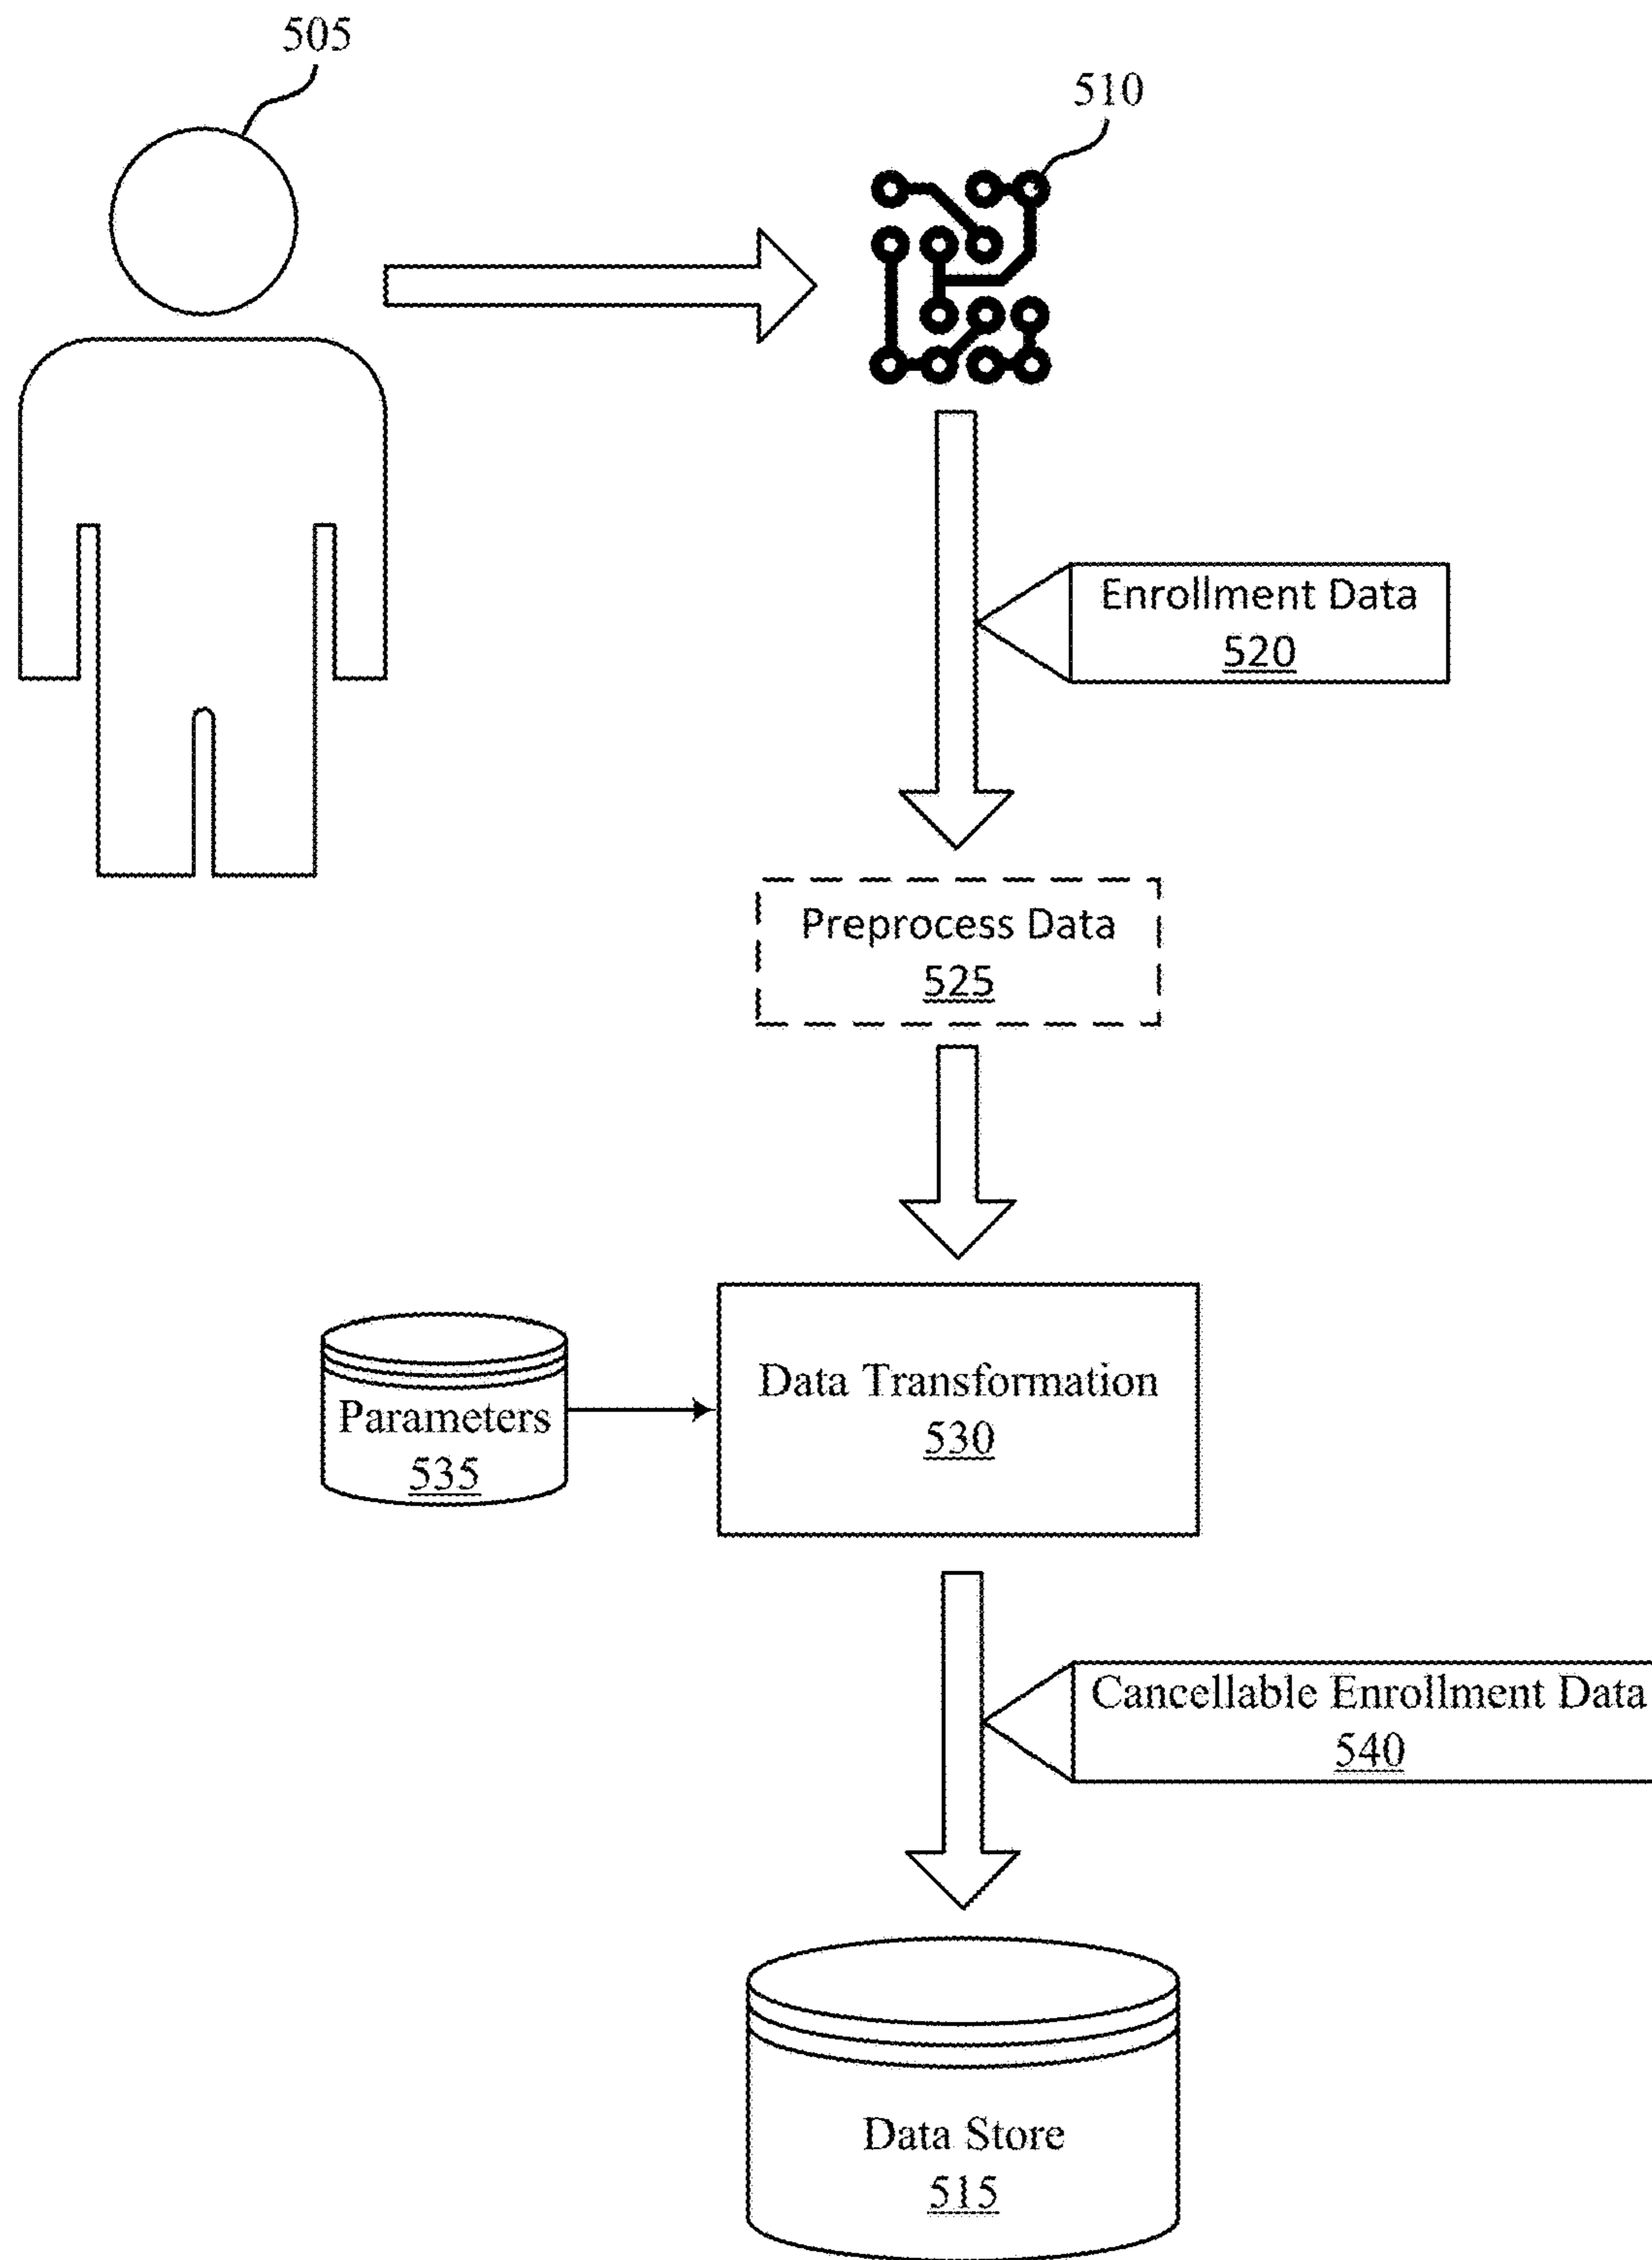 505
510
Enrollment Data
520
Preprocess Data
525
Data Transformation
530
Parameters
535
Cancellable Enrollment Data
540
Data Store
515